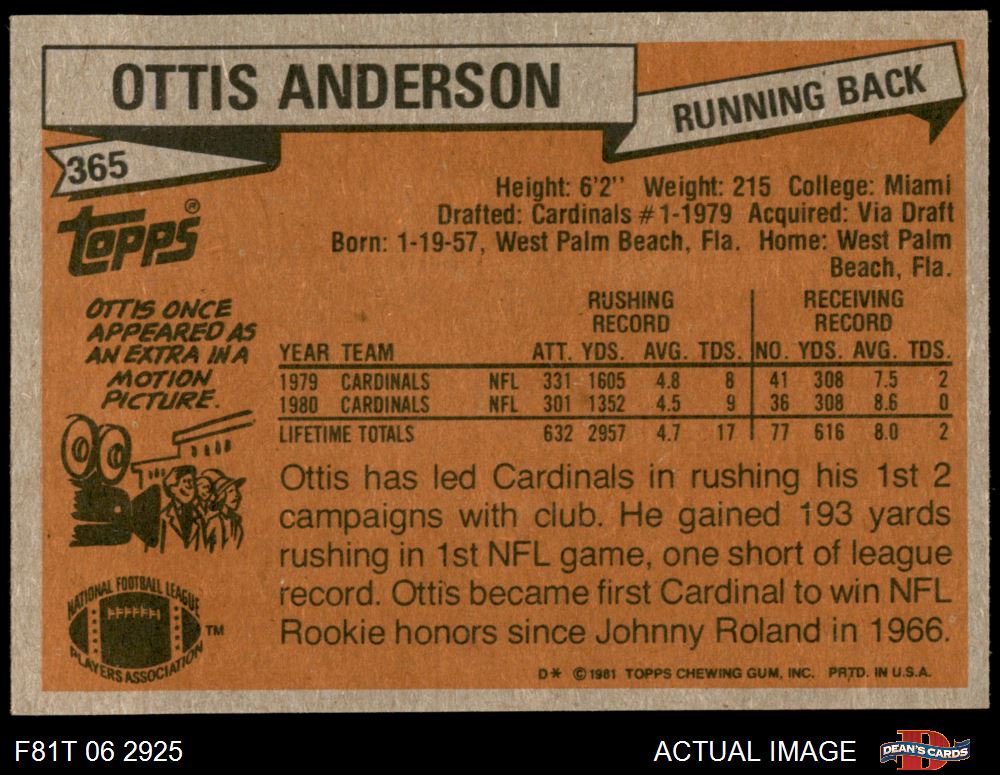 OTTIS ANDERSON
RUNNING BACK
365
TOPPS®
Height: 6'2'' Weight: 215 College: Miami
Drafted: Cardinals #1-1979 Acquired: Via Draft
Born: 1-19-57, West Palm Beach, Fla. Home: West Palm
Beach, Fla.
OTTIS ONCE
APPEARED AS
AN EXTRA IN A
MOTION
PICTURE.
RUSHING RECEIVING
RECORD RECORD
YEAR TEAM ATT. YDS. AVG. TDS. NO. YDS. AVG. TDS.
1979 CARDINALS NFL 331 1605 4.8 8 41 308 7.5 2
1980 CARDINALS NFL 301 1352 4.5 9 36 308 8.6 0
LIFETIME TOTALS 632 2957 4.7 17 77 616 8.0 2
Ottis has led Cardinals in rushing his 1st 2
campaigns with club. He gained 193 yards
rushing in 1st NFL game, one short of league
record. Ottis became first Cardinal to win NFL
Rookie honors since Johnny Roland in 1966.
NATIONAL FOOTBALL LEAGUE
PLAYERS ASSOCIATION
TM
D* © 1981 TOPPS CHEWING GUM, INC. PRTD. IN U.S.A.
F81T 06 2925
ACTUAL IMAGE
D
DEAN'S CARDS